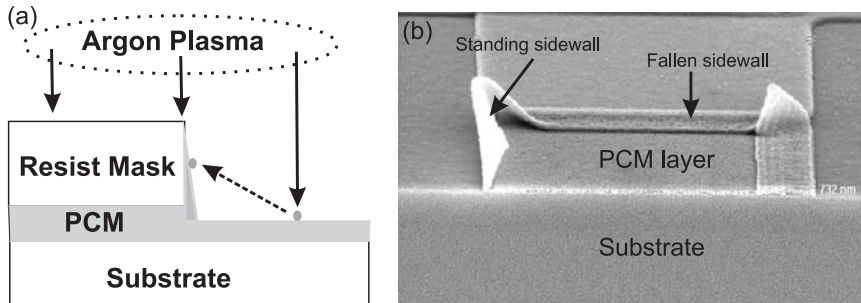 (a)
Argon Plasma
Resist Mask
PCM
Substrate
(b)
Standing sidewall
Fallen sidewall
PCM layer
732 nm
Substrate